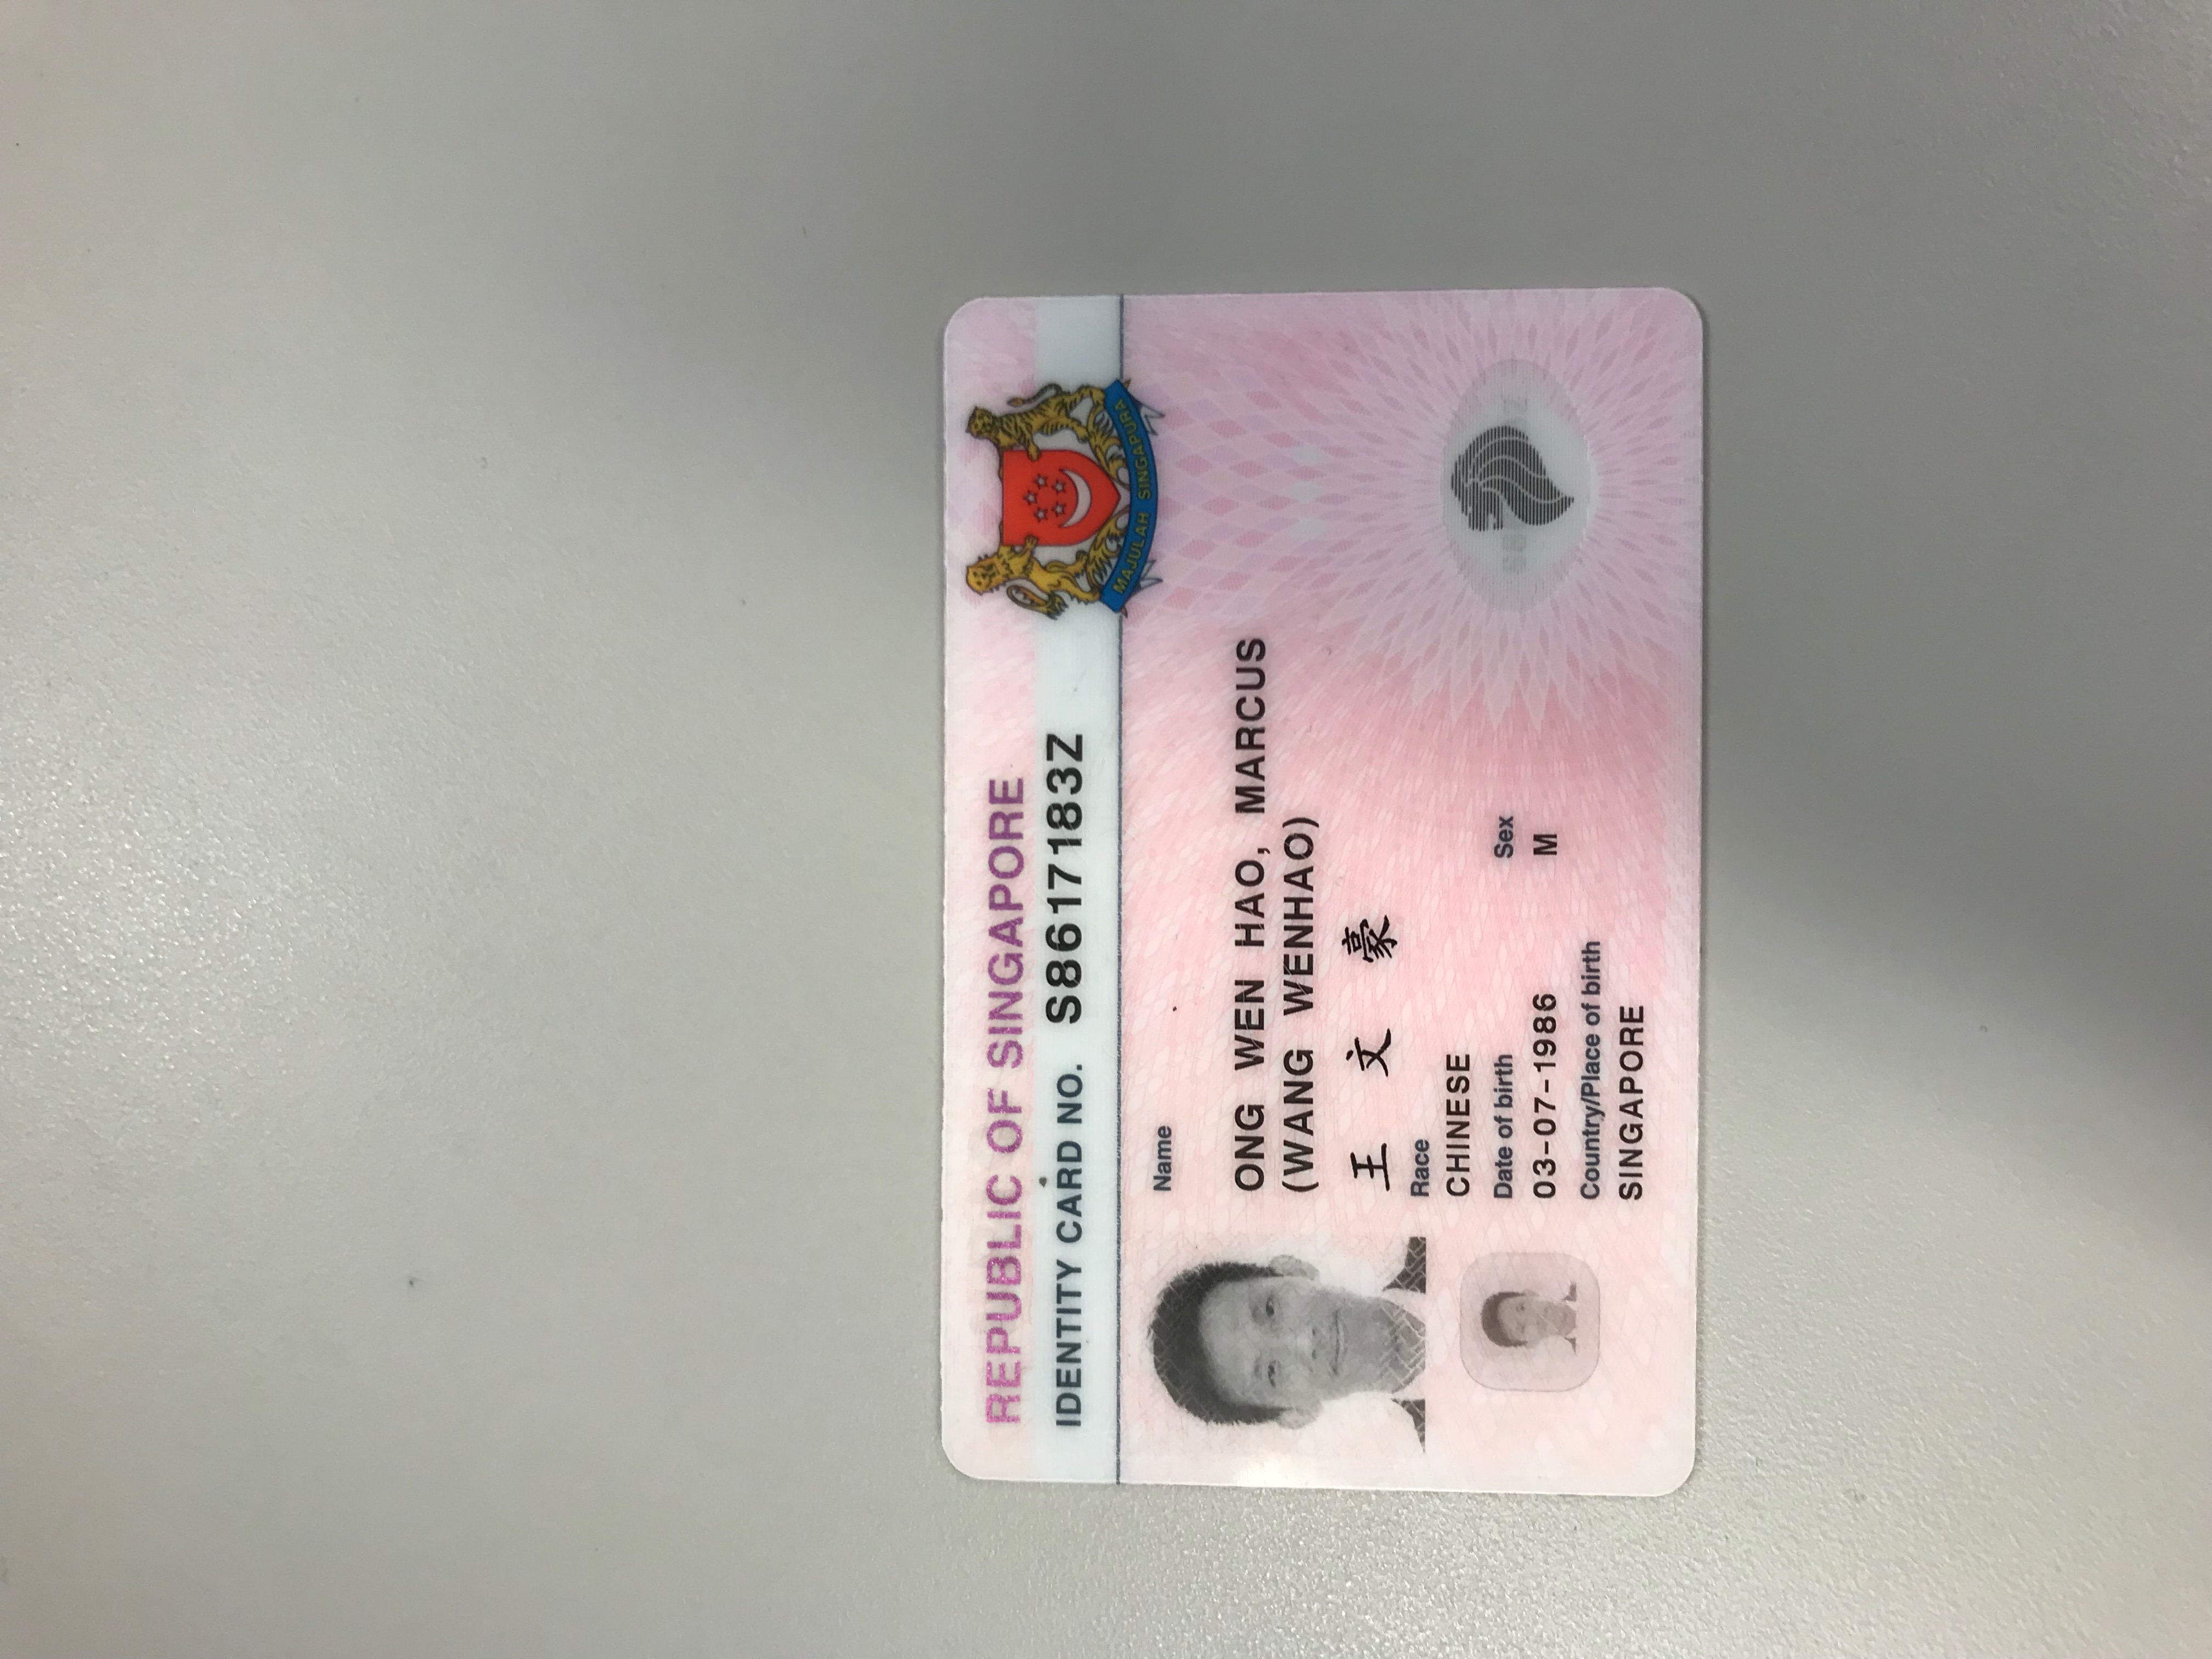 REPUBLIC OF SINGAPORE
IDENTITY CARD NO. S8617183Z
MAJULAH SINGAPURA
Name
ONG WEN HAO, MARCUS
(WANG WENHAO)
王 文 豪
Race
CHINESE
Date of birth Sex
03-07-1986 M
Country/Place of birth
SINGAPORE